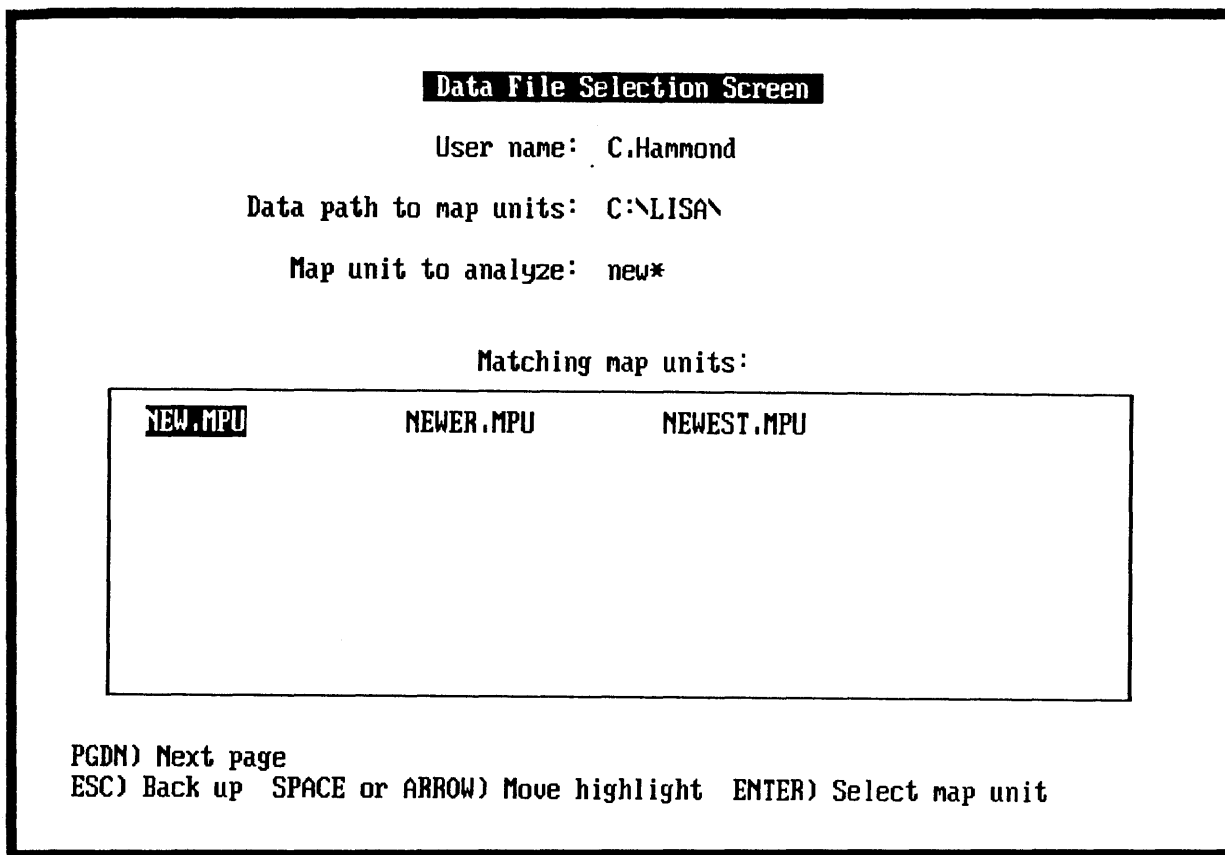 Data File Selection Screen
User name: C.Hammond
Data path to map units: C:\LISA\
Map unit to analyze: new*
Matching map units:
NEW.MPU NEWER.MPU NEWEST.MPU
PGDN) Next page
ESC) Back up SPACE or ARROW) Move highlight ENTER) Select map unit